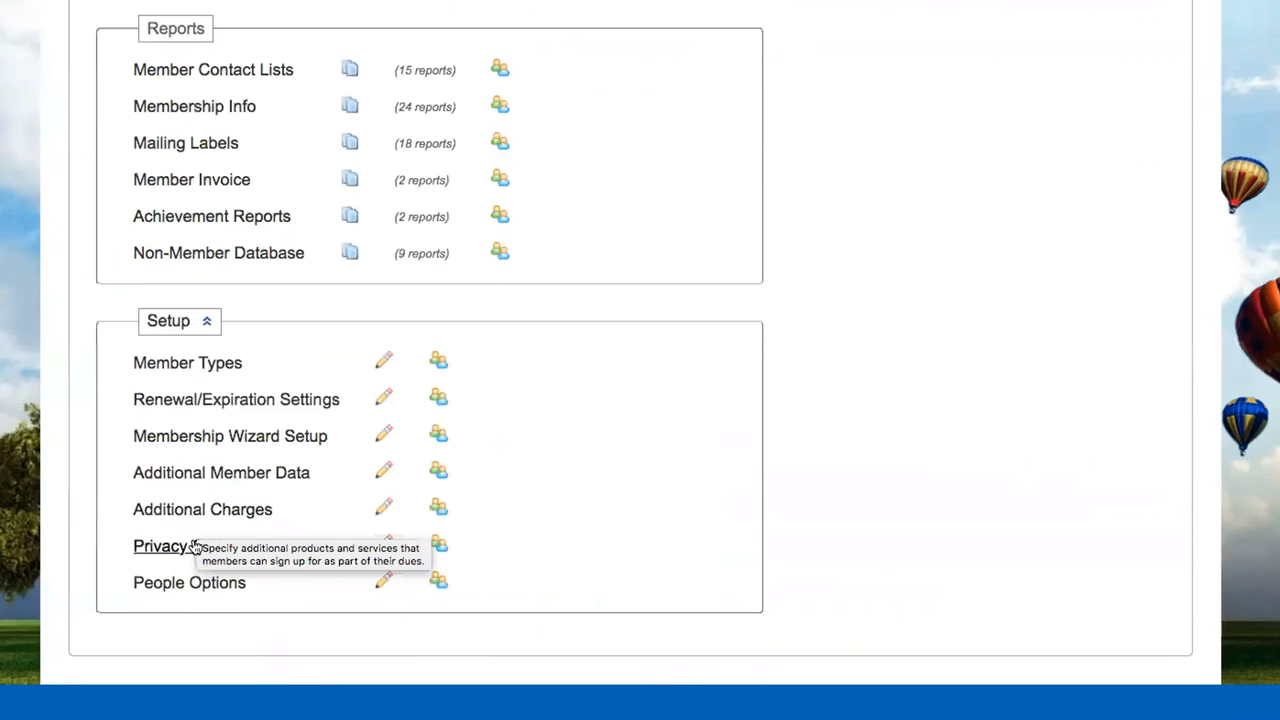 Reports
Member Contact Lists (15 reports)
Membership Info (24 reports)
Mailing Labels (18 reports)
Member Invoice (2 reports)
Achievement Reports (2 reports)
Non-Member Database (9 reports)
Setup
Member Types
Renewal/Expiration Settings
Membership Wizard Setup
Additional Member Data
Additional Charges
Privacy
Specify additional products and services that
members can sign up for as part of their dues.
People Options